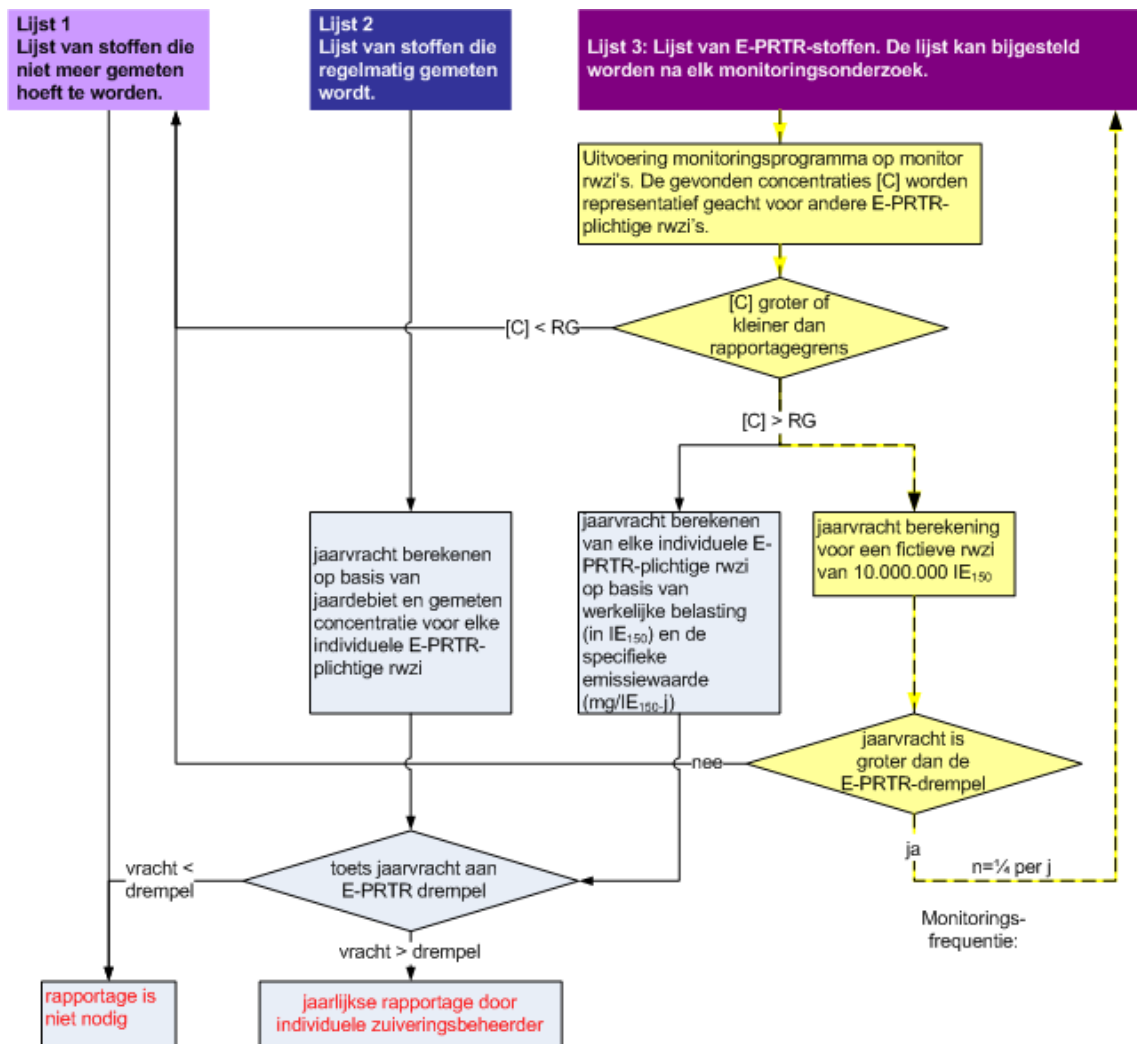 Lijst 1
Lijst van stoffen die
niet meer gemeten
hoeft te worden.
Lijst 2
Lijst van stoffen die
regelmatig gemeten
wordt.
Lijst 3: Lijst van E-PRTR-stoffen. De lijst kan bijgesteld
worden na elk monitoringsonderzoek.
Uitvoering monitoringsprogramma op monitor
rwzi's. De gevonden concentraties [C] worden
representatief geacht voor andere E-PRTR-
plichtige rwzi's.
[C] groter of
kleiner dan
rapportagegrens
[C] < RG
[C] > RG
jaarvracht berekenen
op basis van
jaardebiet en gemeten
concentratie voor elke
individuele E-PRTR-
plichtige rwzi
jaarvracht berekenen
van elke individuele E-
PRTR-plichtige rwzi
op basis van
werkelijke belasting
(in IE₁₅₀) en de
specifieke
emissiewaarde
(mg/IE₁₅₀-j)
jaarvracht berekening
voor een fictieve rwzi
van 10.000.000 IE₁₅₀
jaarvracht is
groter dan de
E-PRTR-drempel
nee
ja
n=¼ per j
Monitorings-
frequentie:
toets jaarvracht aan
E-PRTR drempel
vracht <
drempel
vracht > drempel
rapportage is
niet nodig
jaarlijkse rapportage door
individuele zuiveringsbeheerder